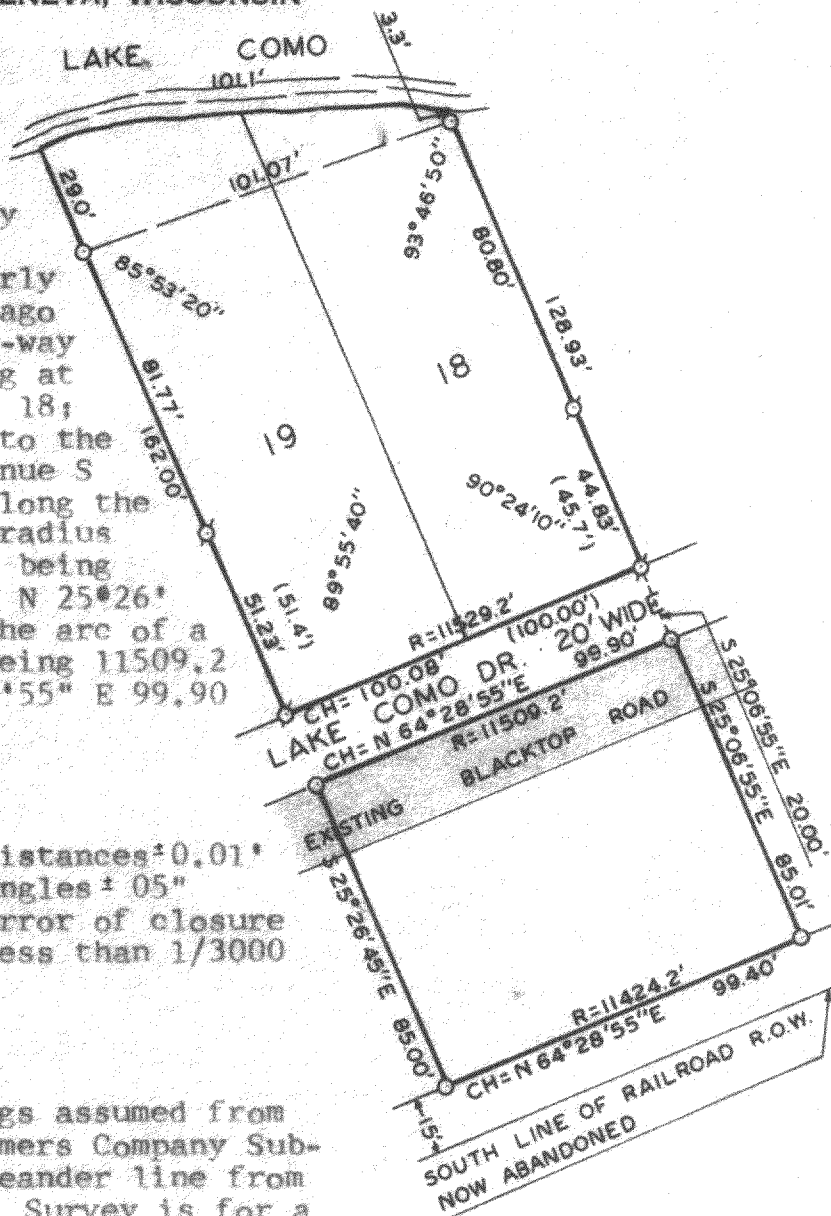 GENEVA, WISCONSIN
LAKE COMO
3.3'
101.1'
29.0'
101.07'
93°46'50"
85°53'20"
80.80'
128.93'
81.77'
162.00'
18
19
90°24'10"
44.83'
(45.7')
89°55'40"
51.23'
(51.4')
R=11529.2'
(100.00')
CH= 100.08'
LAKE COMO DR. 20' WIDE
99.90'
CH= N 64°28'55"E
R=11509.2'
EXISTING BLACKTOP ROAD
S 25°06'55"E 20.00'
S 25°06'55"E 85.01'
S 25°26'45"E 85.00'
R=11424.2'
99.40'
CH= N 64°28'55"E
15'
SOUTH LINE OF RAILROAD R.O.W.
NOW ABANDONED
y
rly
ago
-way
g at
18;
to the
nue S
long the
radius
being
N 25°26'
he arc of a
eing 11509.2
'55" E 99.90
istances±0.01'
ngles ± 05"
rror of closure
ess than 1/3000
gs assumed from
mers Company Sub-
eander line from
Survey is for a